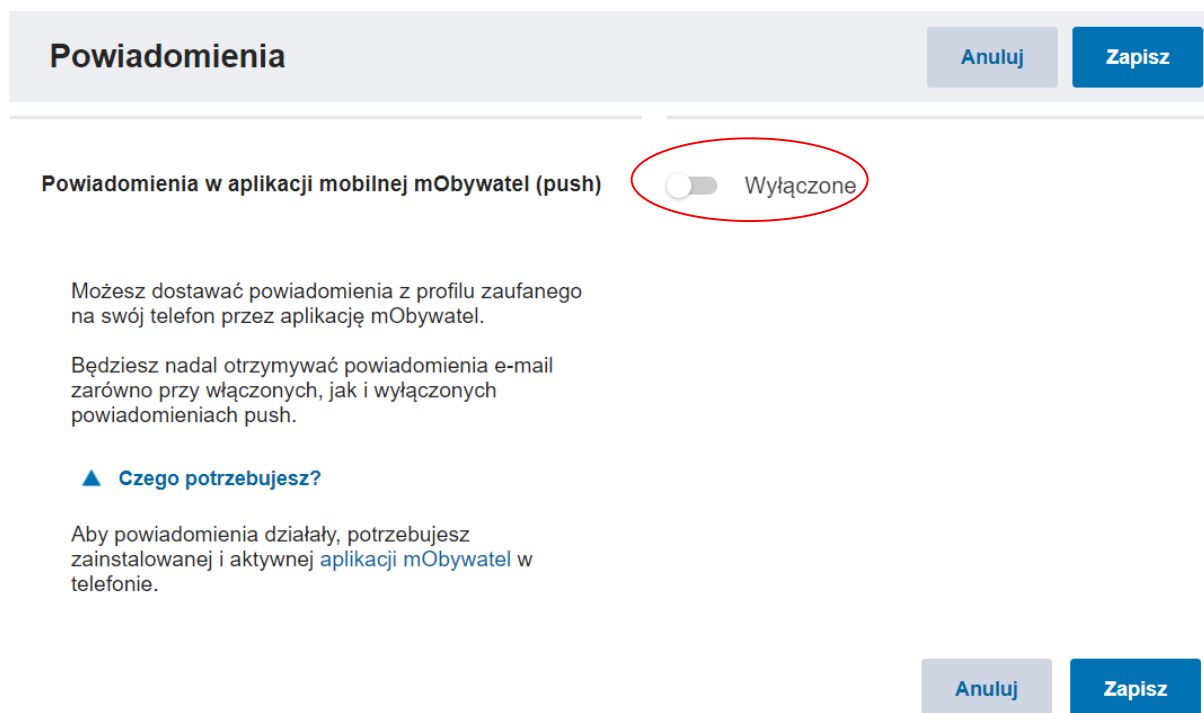 Powiadomienia
Anuluj
Zapisz
Powiadomienia w aplikacji mobilnej mObywatel (push)
Wyłączone
Możesz dostawać powiadomienia z profilu zaufanego
na swój telefon przez aplikację mObywatel.
Będziesz nadal otrzymywać powiadomienia e-mail
zarówno przy włączonych, jak i wyłączonych
powiadomieniach push.
Czego potrzebujesz?
Aby powiadomienia działały, potrzebujesz
zainstalowanej i aktywnej aplikacji mObywatel w
telefonie.
Anuluj
Zapisz